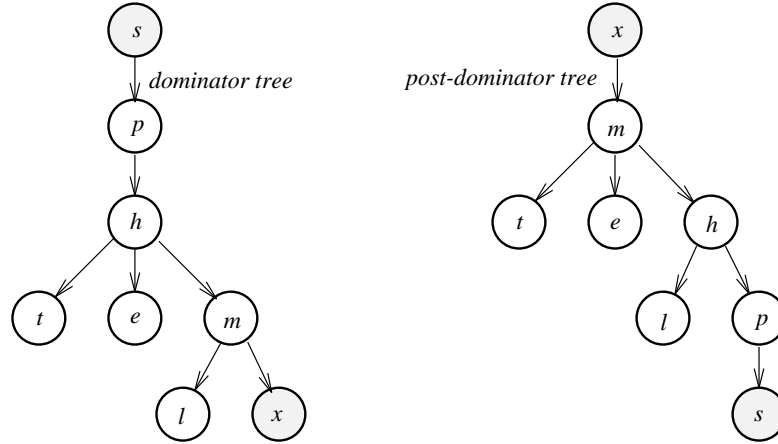 s
dominator tree
p
h
t
e
m
l
x
x
post-dominator tree
m
t
e
h
l
p
s